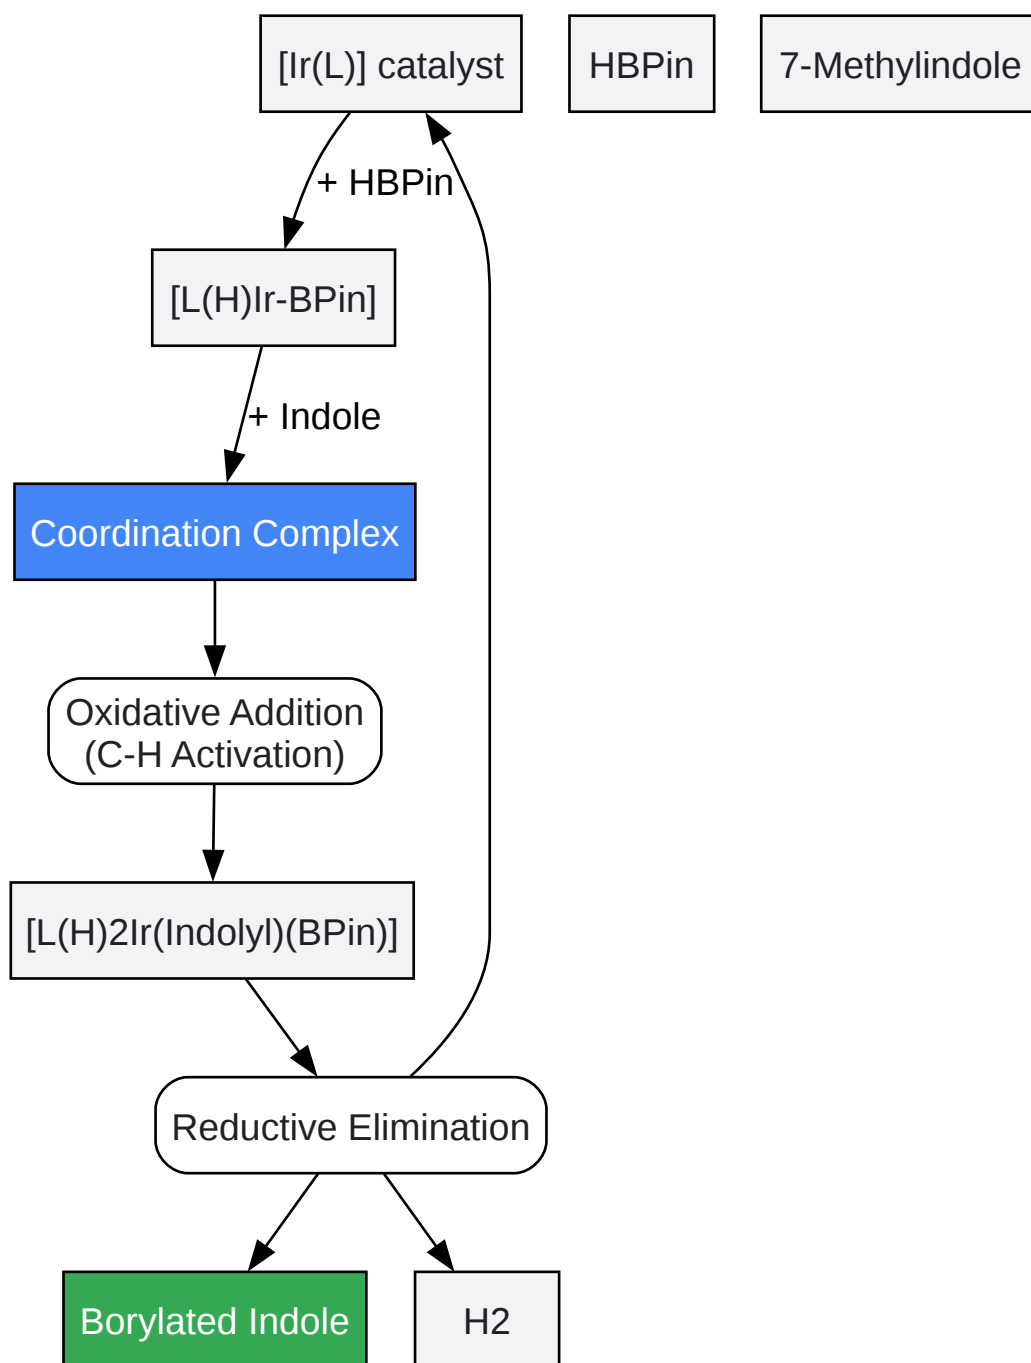 [Ir(L)] catalyst
HBPin
7-Methylindole
+ HBPin
[L(H)Ir-BPin]
+ Indole
Coordination Complex
Oxidative Addition
(C-H Activation)
[L(H)2Ir(Indolyl)(BPin)]
Reductive Elimination
Borylated Indole
H2